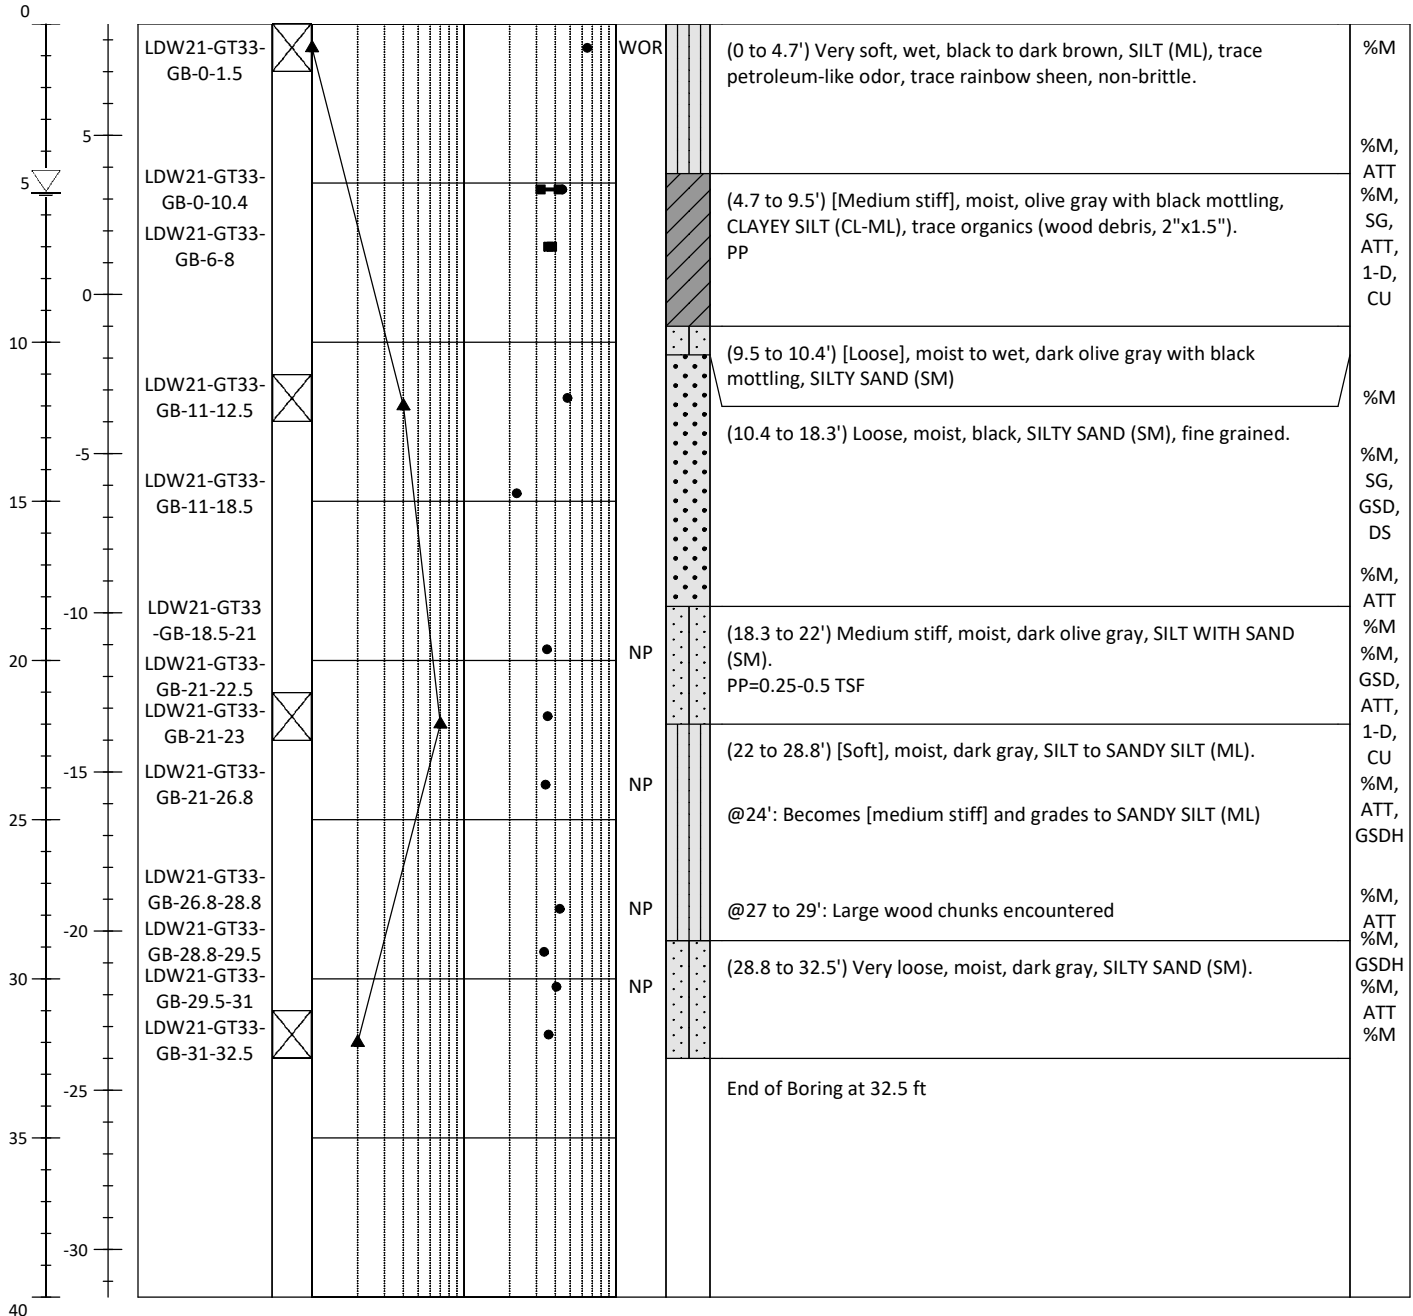 0
5
5
0
10
-5
15
-10
20
-15
25
-20
30
-25
35
-30
40
LDW21-GT33-
GB-0-1.5
LDW21-GT33-
GB-0-10.4
LDW21-GT33-
GB-6-8
LDW21-GT33-
GB-11-12.5
LDW21-GT33-
GB-11-18.5
LDW21-GT33
-GB-18.5-21
LDW21-GT33-
GB-21-22.5
LDW21-GT33-
GB-21-23
LDW21-GT33-
GB-21-26.8
LDW21-GT33-
GB-26.8-28.8
LDW21-GT33-
GB-28.8-29.5
LDW21-GT33-
GB-29.5-31
LDW21-GT33-
GB-31-32.5
WOR
NP
NP
NP
NP
(0 to 4.7') Very soft, wet, black to dark brown, SILT (ML), trace
petroleum-like odor, trace rainbow sheen, non-brittle.
(4.7 to 9.5') [Medium stiff], moist, olive gray with black mottling,
CLAYEY SILT (CL-ML), trace organics (wood debris, 2"x1.5").
PP
(9.5 to 10.4') [Loose], moist to wet, dark olive gray with black
mottling, SILTY SAND (SM)
(10.4 to 18.3') Loose, moist, black, SILTY SAND (SM), fine grained.
(18.3 to 22') Medium stiff, moist, dark olive gray, SILT WITH SAND
(SM).
PP=0.25-0.5 TSF
(22 to 28.8') [Soft], moist, dark gray, SILT to SANDY SILT (ML).
@24': Becomes [medium stiff] and grades to SANDY SILT (ML)
@27 to 29': Large wood chunks encountered
(28.8 to 32.5') Very loose, moist, dark gray, SILTY SAND (SM).
End of Boring at 32.5 ft
%M
%M,
ATT
%M,
SG,
ATT,
1-D,
CU
%M
%M,
SG,
GSD,
DS
%M,
ATT
%M
%M,
GSD,
ATT,
1-D,
CU
%M,
ATT,
GSDH
%M,
ATT
%M,
GSDH
%M,
ATT
%M